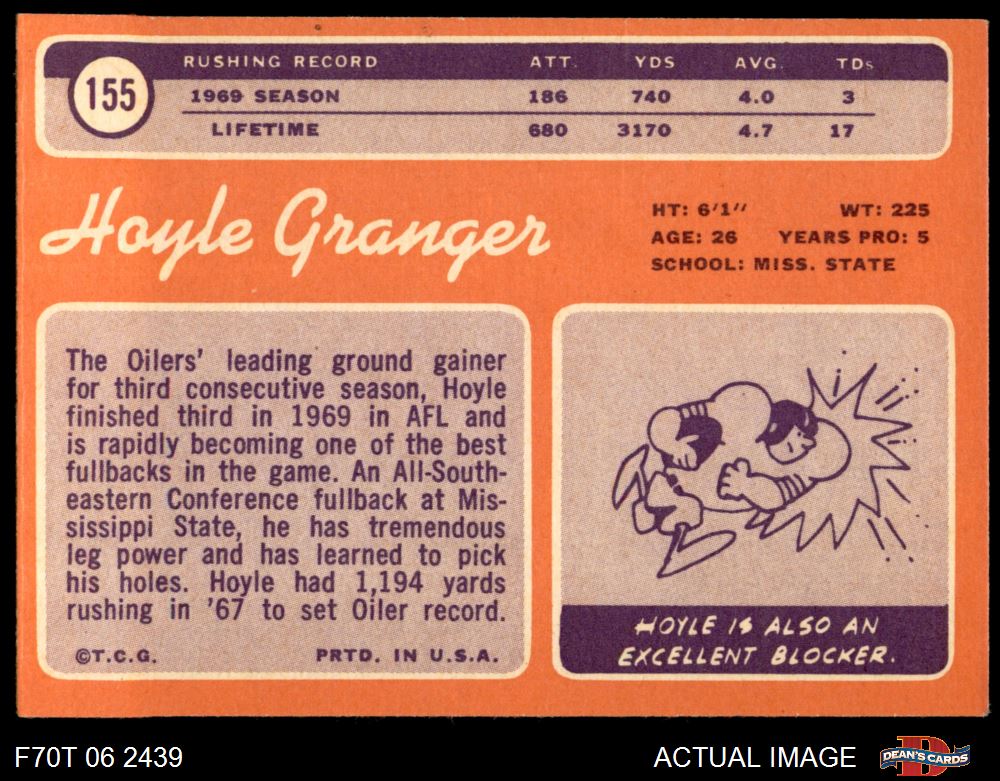 155
RUSHING RECORD ATT. YDS AVG. TDs
1969 SEASON 186 740 4.0 3
LIFETIME 680 3170 4.7 17
Hoyle Granger
HT: 6'1" WT: 225
AGE: 26 YEARS PRO: 5
SCHOOL: MISS. STATE
The Oilers' leading ground gainer
for third consecutive season, Hoyle
finished third in 1969 in AFL and
is rapidly becoming one of the best
fullbacks in the game. An All-South-
eastern Conference fullback at Mis-
sissippi State, he has tremendous
leg power and has learned to pick
his holes. Hoyle had 1,194 yards
rushing in '67 to set Oiler record.
©T.C.G. PRTD. IN U.S.A.
HOYLE IS ALSO AN
EXCELLENT BLOCKER.
F70T 06 2439 ACTUAL IMAGE DEAN'S CARDS